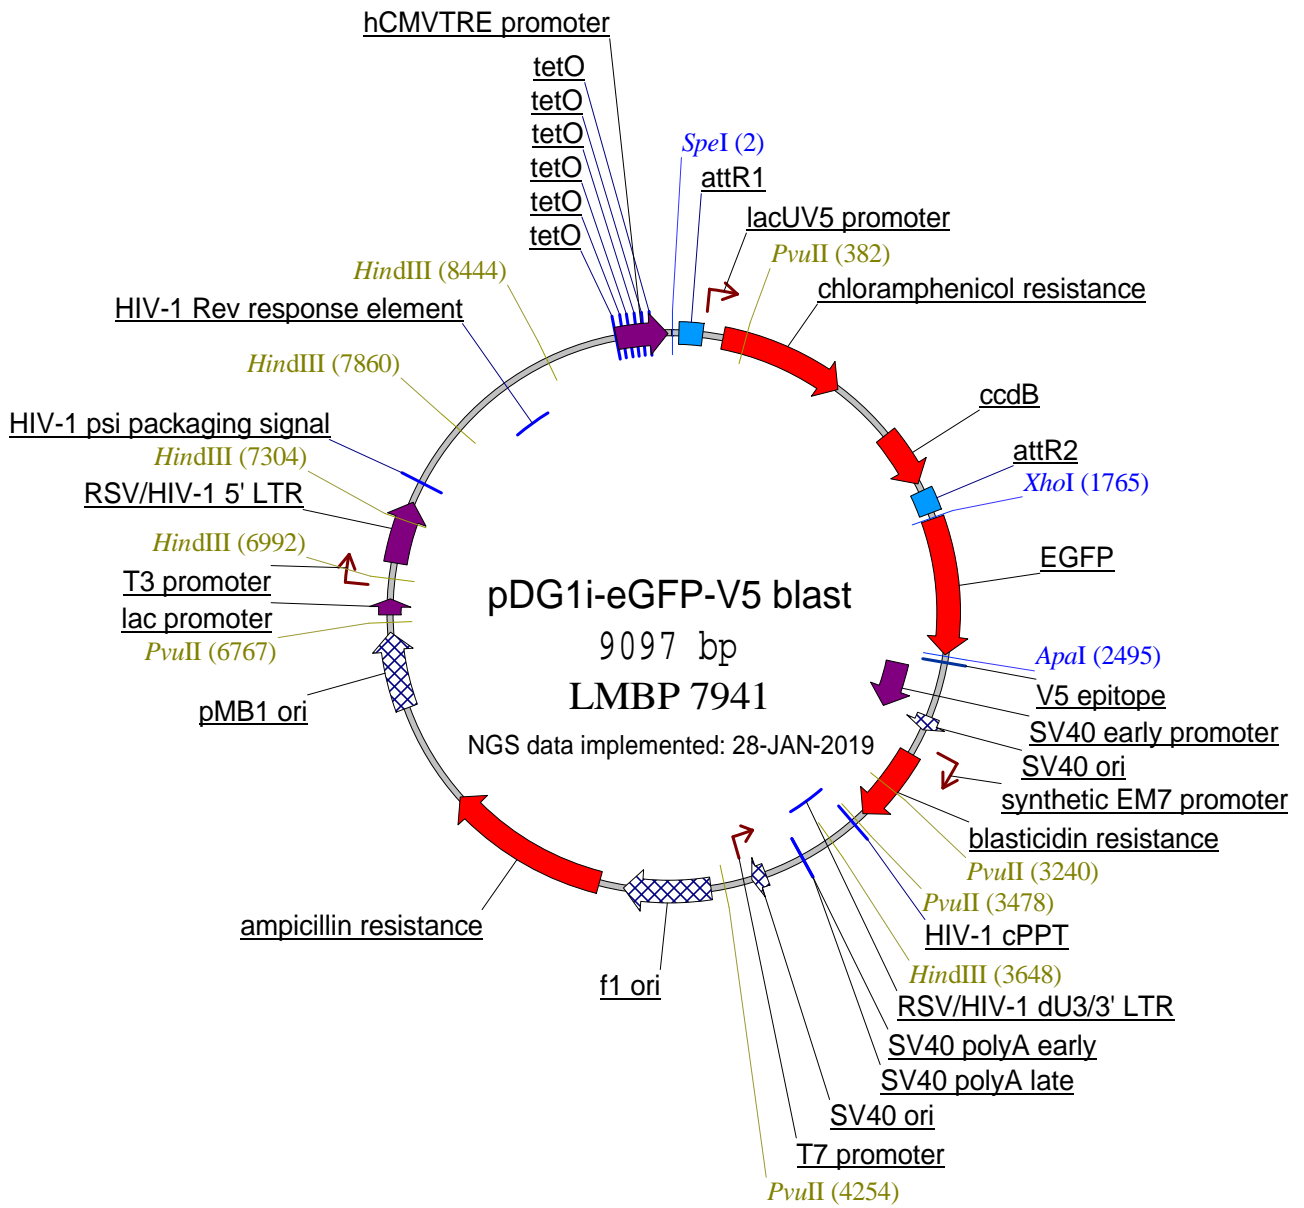 hCMVTRE promoter
tetO
tetO
tetO
tetO
tetO
tetO
SpeI (2)
attR1
lacUV5 promoter
PvuII (382)
chloramphenicol resistance
ccdB
attR2
XhoI (1765)
EGFP
ApaI (2495)
V5 epitope
SV40 early promoter
SV40 ori
synthetic EM7 promoter
blasticidin resistance
PvuII (3240)
PvuII (3478)
HIV-1 cPPT
HindIII (3648)
RSV/HIV-1 dU3/3' LTR
SV40 polyA early
SV40 polyA late
SV40 ori
T7 promoter
PvuII (4254)
f1 ori
ampicillin resistance
pMB1 ori
PvuII (6767)
lac promoter
T3 promoter
HindIII (6992)
RSV/HIV-1 5' LTR
HindIII (7304)
HIV-1 psi packaging signal
HindIII (7860)
HIV-1 Rev response element
HindIII (8444)
pDG1i-eGFP-V5 blast
9097 bp
LMBP 7941
NGS data implemented: 28-JAN-2019